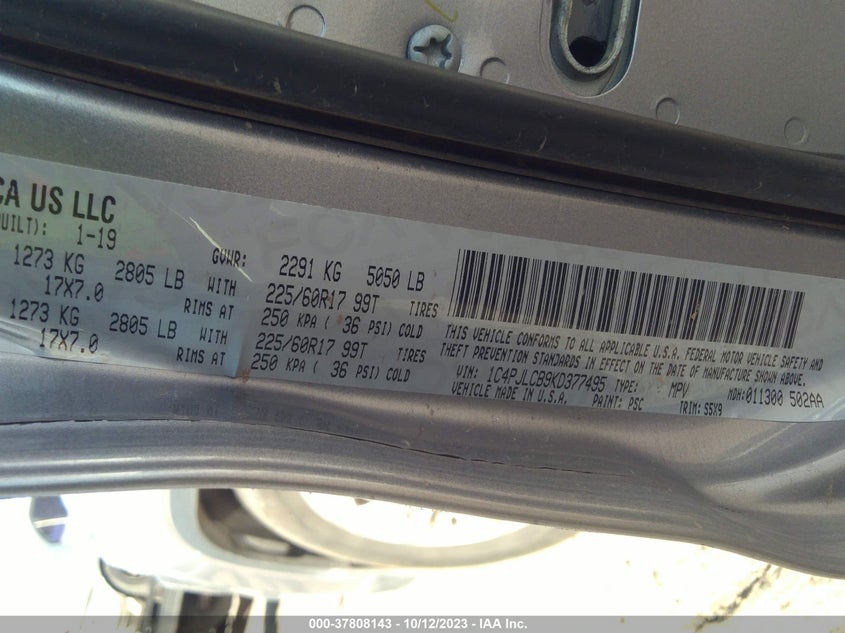 CA US LLC
UILT): 1-19
GVWR: 2291 KG 5050 LB
1273 KG 2805 LB WITH 225/60R17 99T TIRES
17X7.0 RIMS AT 250 KPA ( 36 PSI) COLD
1273 KG 2805 LB WITH 225/60R17 99T TIRES
17X7.0 RIMS AT 250 KPA ( 36 PSI) COLD
THIS VEHICLE CONFORMS TO ALL APPLICABLE U.S.A. FEDERAL MOTOR VEHICLE SAFETY AND
THEFT PREVENTION STANDARDS IN EFFECT ON THE DATE OF MANUFACTURE SHOWN ABOVE.
VIN: 1C4PJLCB9KD377495 TYPE: MPV MDH: 011300 502AA
VEHICLE MADE IN U.S.A. PAINT: PSC TRIM: S5X9
000-37808143 - 10/12/2023 - IAA Inc.